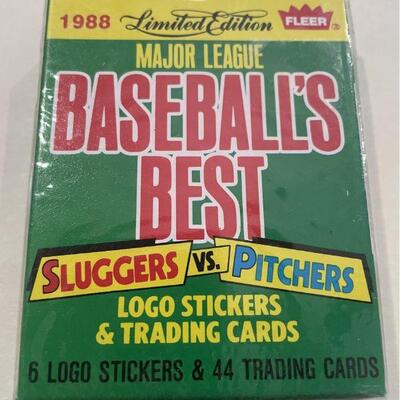 1988 Limited Edition FLEER
MAJOR LEAGUE
BASEBALL'S
BEST
SLUGGERS VS. PITCHERS
LOGO STICKERS
& TRADING CARDS
6 LOGO STICKERS & 44 TRADING CARDS